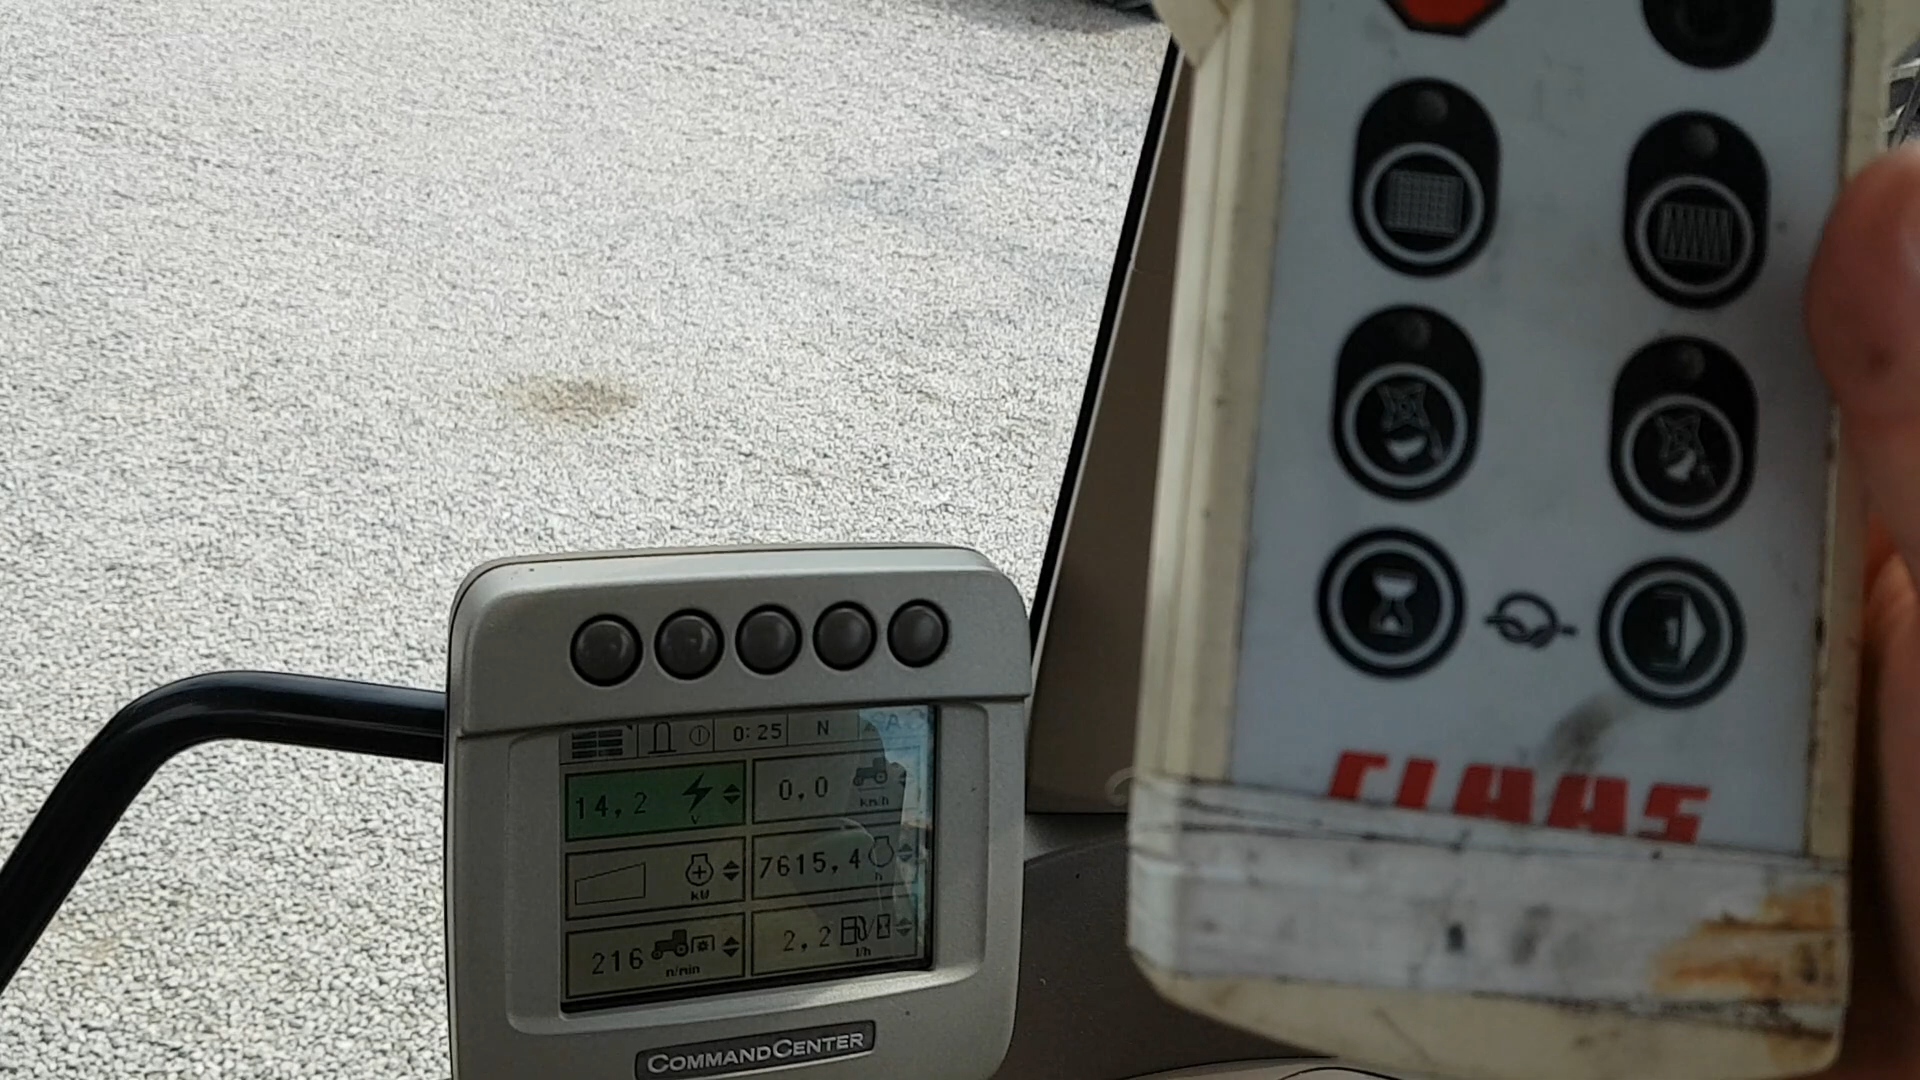 0:25 N
14,2 V
0,0 km/h
kW
7615,4 h
216 n/min
2,2 l/h
COMMANDCENTER
CLAAS